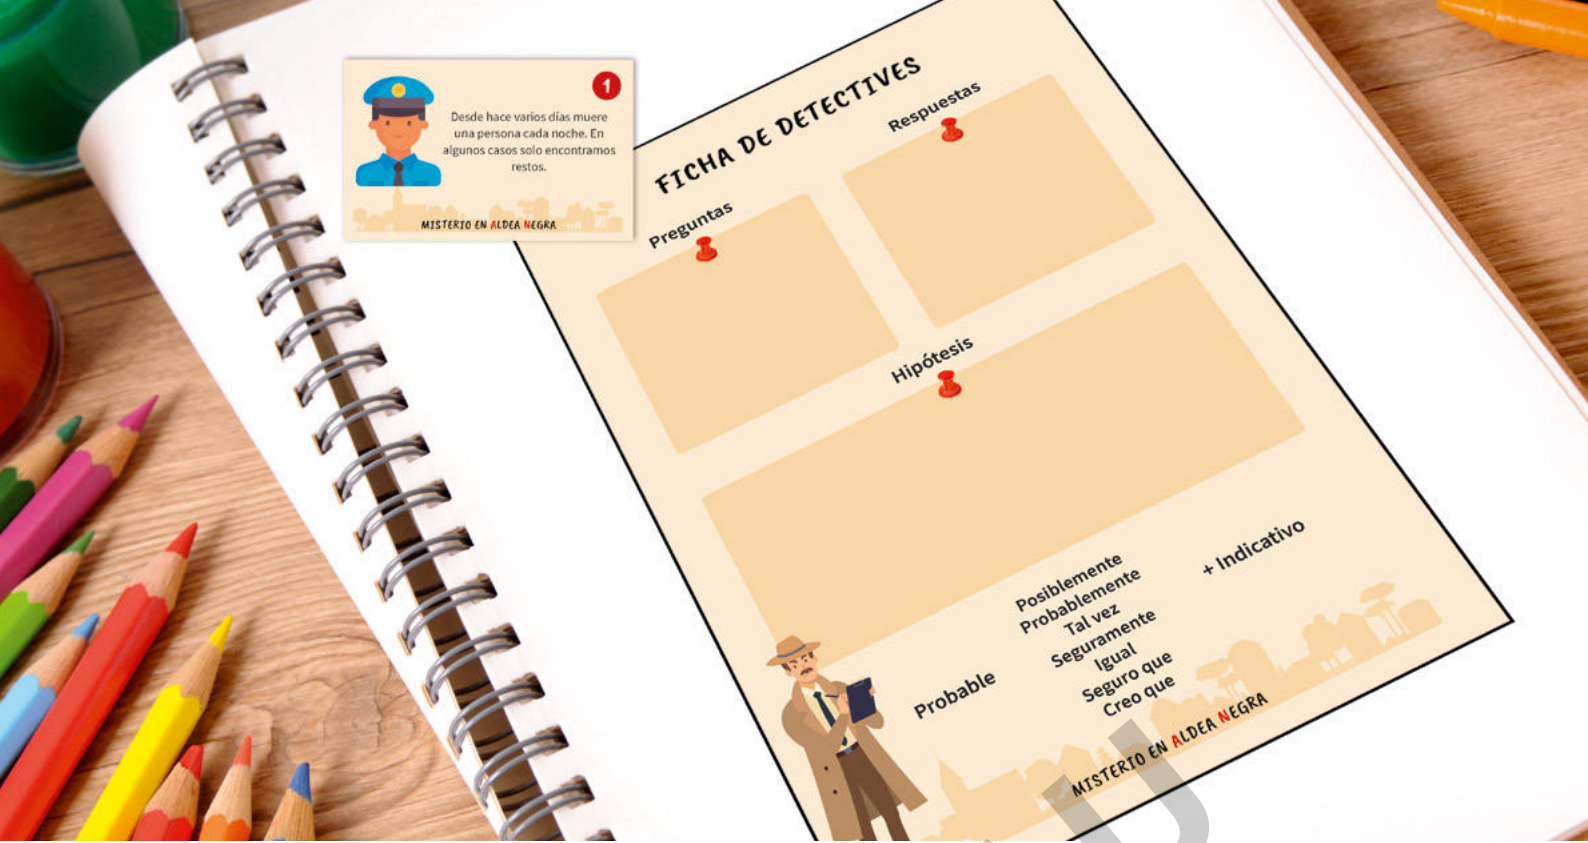 1
Desde hace varios días muere
una persona cada noche. En
algunos casos solo encontramos
restos.
MISTERIO EN ALDEA NEGRA
FICHA DE DETECTIVES
Preguntas
Respuestas
Hipótesis
Probable
Posiblemente
Probablemente
Tal vez
Seguramente
Igual
Seguro que
Creo que
+ Indicativo
MISTERIO EN ALDEA NEGRA